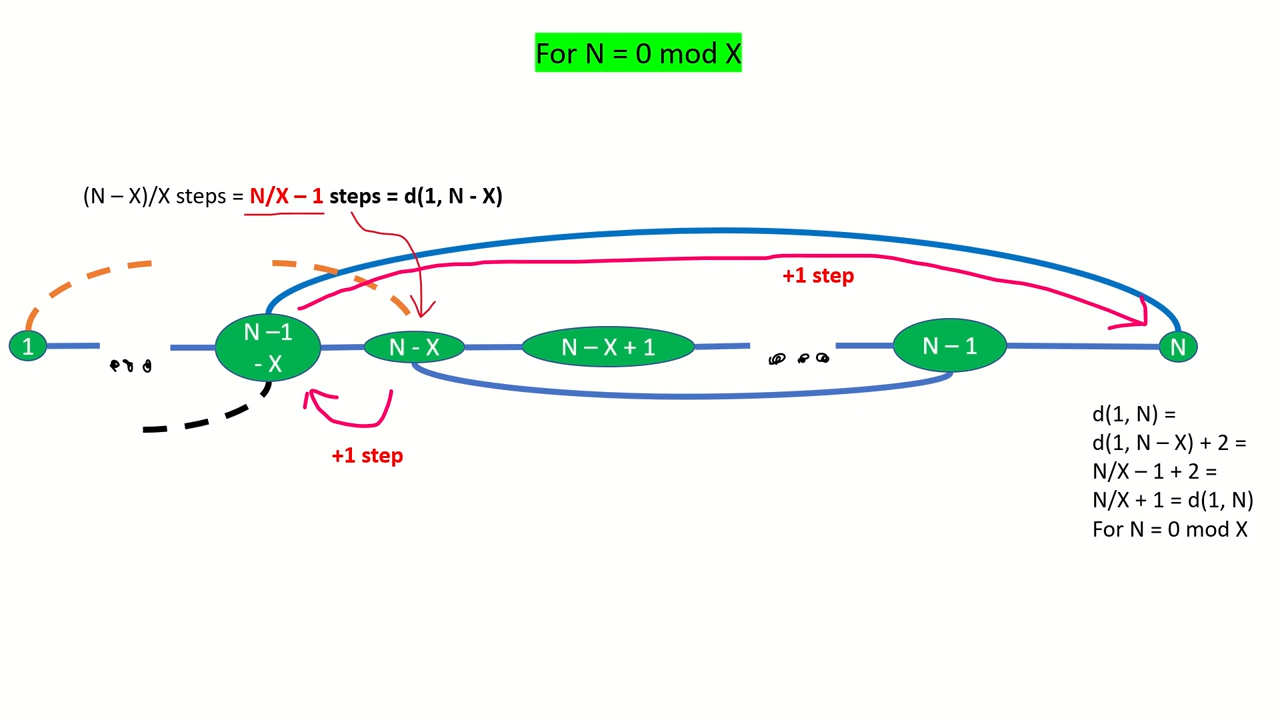 For N = 0 mod X
(N – X)/X steps = N/X – 1 steps = d(1, N - X)
+1 step
1
N –1
- X
N - X
N – X + 1
N – 1
N
+1 step
d(1, N) =
d(1, N – X) + 2 =
N/X – 1 + 2 =
N/X + 1 = d(1, N)
For N = 0 mod X